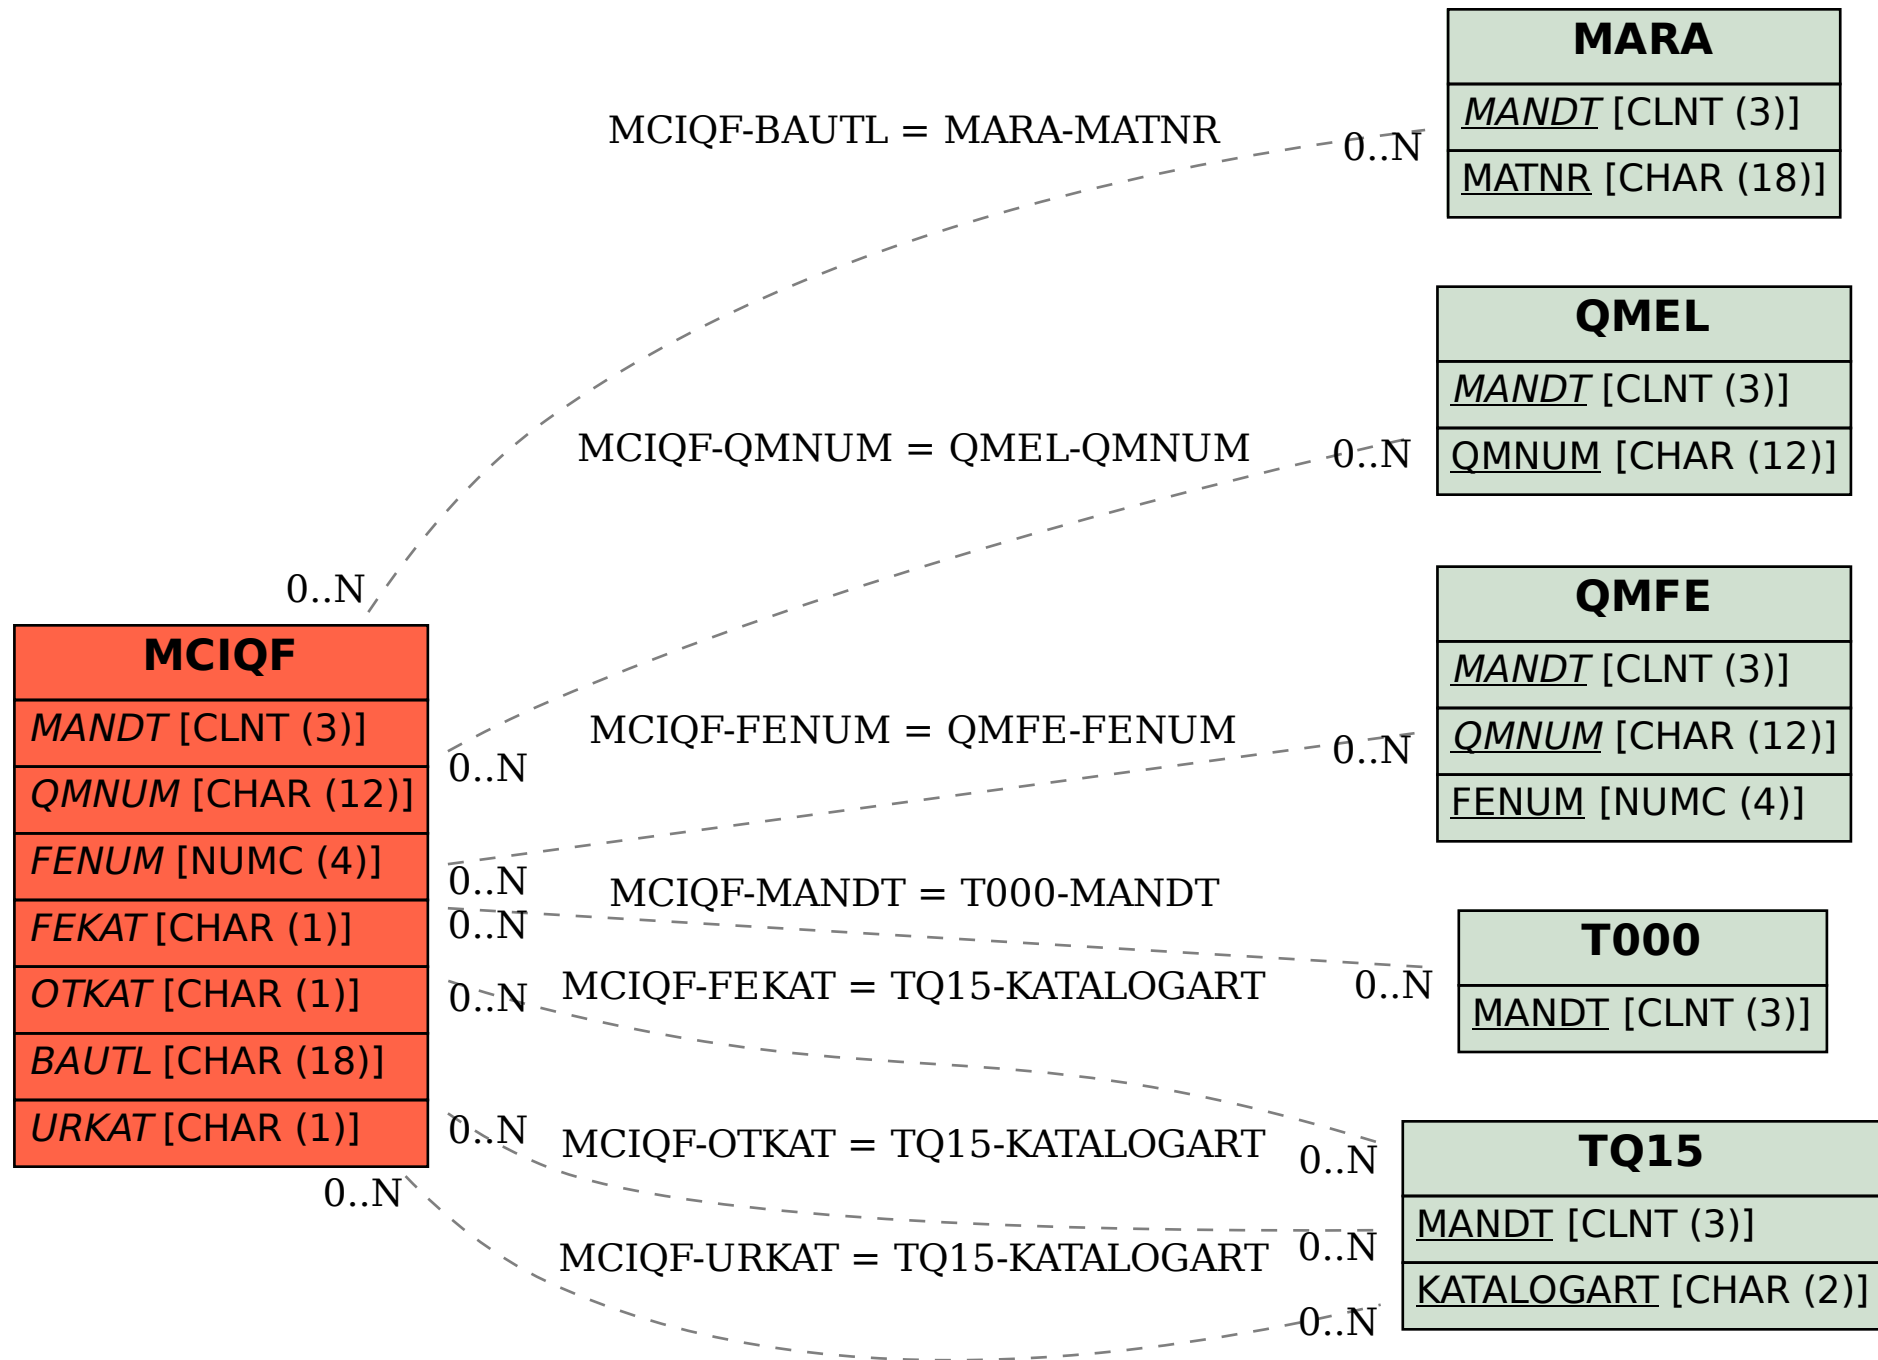 MARA
MANDT [CLNT (3)]
MATNR [CHAR (18)]
MCIQF-BAUTL = MARA-MATNR
0..N
0..N
QMEL
MANDT [CLNT (3)]
QMNUM [CHAR (12)]
MCIQF-QMNUM = QMEL-QMNUM
0..N
0..N
QMFE
MANDT [CLNT (3)]
QMNUM [CHAR (12)]
FENUM [NUMC (4)]
MCIQF-FENUM = QMFE-FENUM
0..N
0..N
MCIQF
MANDT [CLNT (3)]
QMNUM [CHAR (12)]
FENUM [NUMC (4)]
FEKAT [CHAR (1)]
OTKAT [CHAR (1)]
BAUTL [CHAR (18)]
URKAT [CHAR (1)]
MCIQF-MANDT = T000-MANDT
0..N
0..N
T000
MANDT [CLNT (3)]
MCIQF-FEKAT = TQ15-KATALOGART
0..N
0..N
MCIQF-OTKAT = TQ15-KATALOGART
0..N
0..N
MCIQF-URKAT = TQ15-KATALOGART
0..N
0..N
TQ15
MANDT [CLNT (3)]
KATALOGART [CHAR (2)]